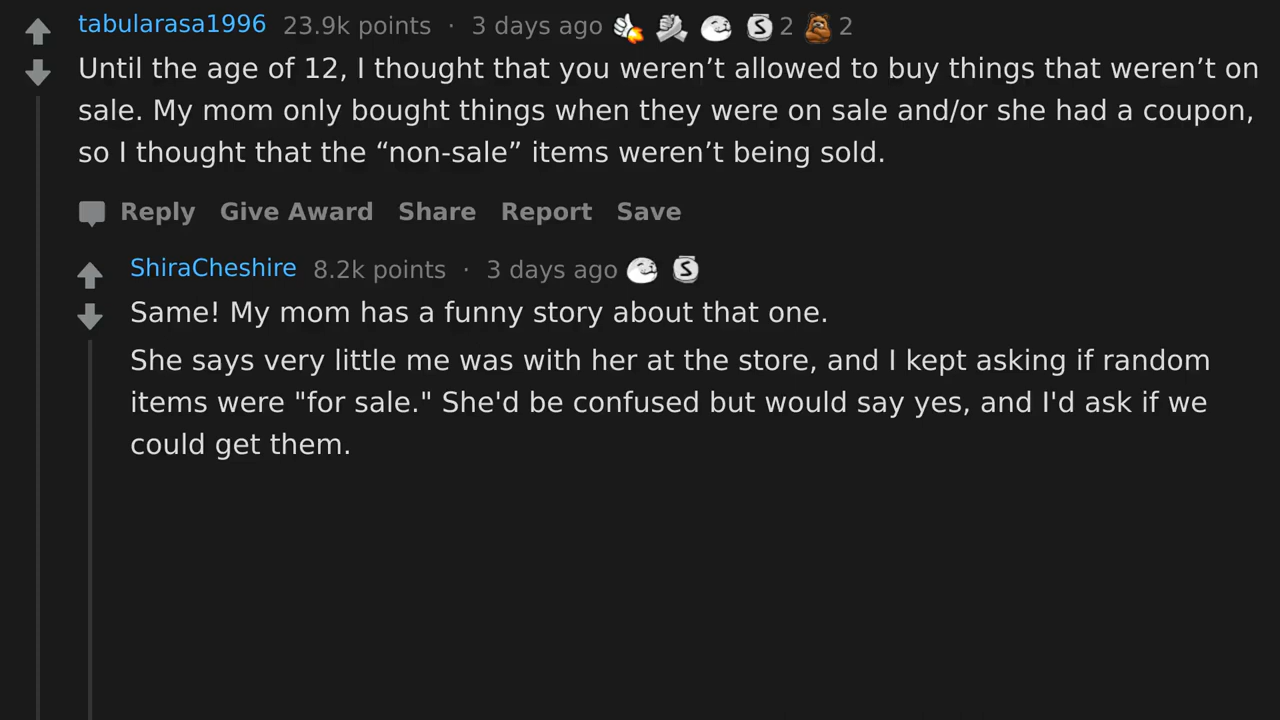 tabularasa1996 23.9k points · 3 days ago 2 2
Until the age of 12, I thought that you weren’t allowed to buy things that weren’t on
sale. My mom only bought things when they were on sale and/or she had a coupon,
so I thought that the “non-sale” items weren’t being sold.
Reply Give Award Share Report Save
ShiraCheshire 8.2k points · 3 days ago
Same! My mom has a funny story about that one.
She says very little me was with her at the store, and I kept asking if random
items were "for sale." She'd be confused but would say yes, and I'd ask if we
could get them.